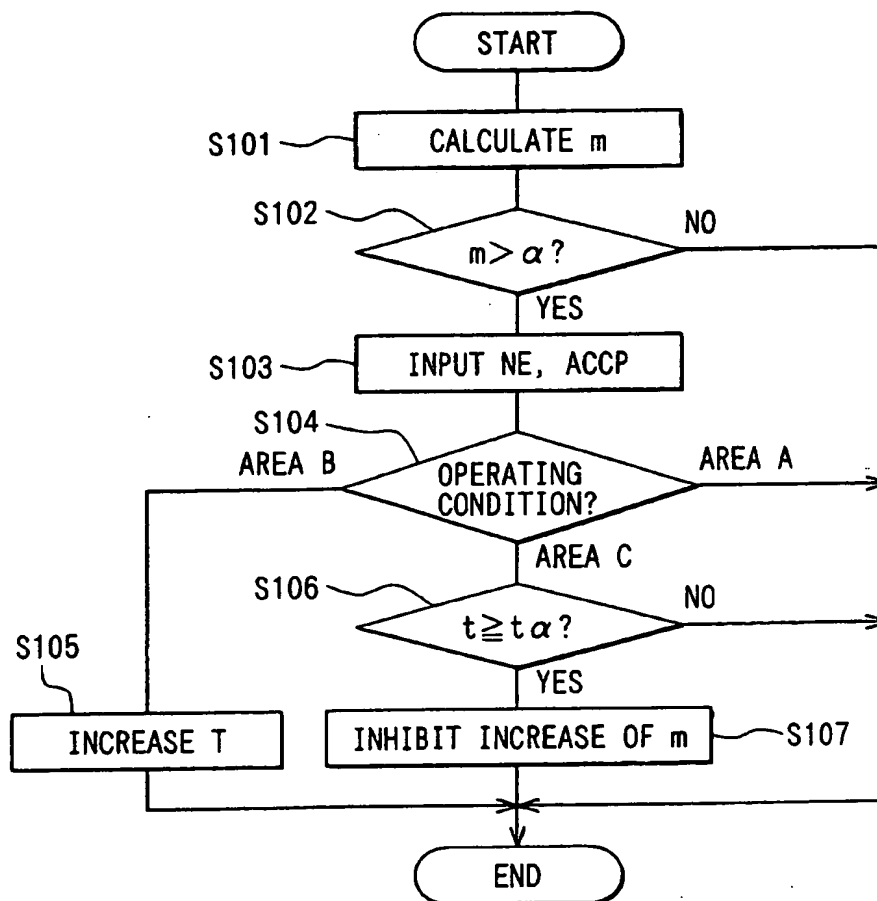 START
S101
CALCULATE m
S102
m> α?
NO
YES
S103
INPUT NE, ACCP
S104
AREA B
OPERATING
CONDITION?
AREA A
AREA C
S106
t≧tα?
NO
YES
S105
INCREASE T
INHIBIT INCREASE OF m
S107
END